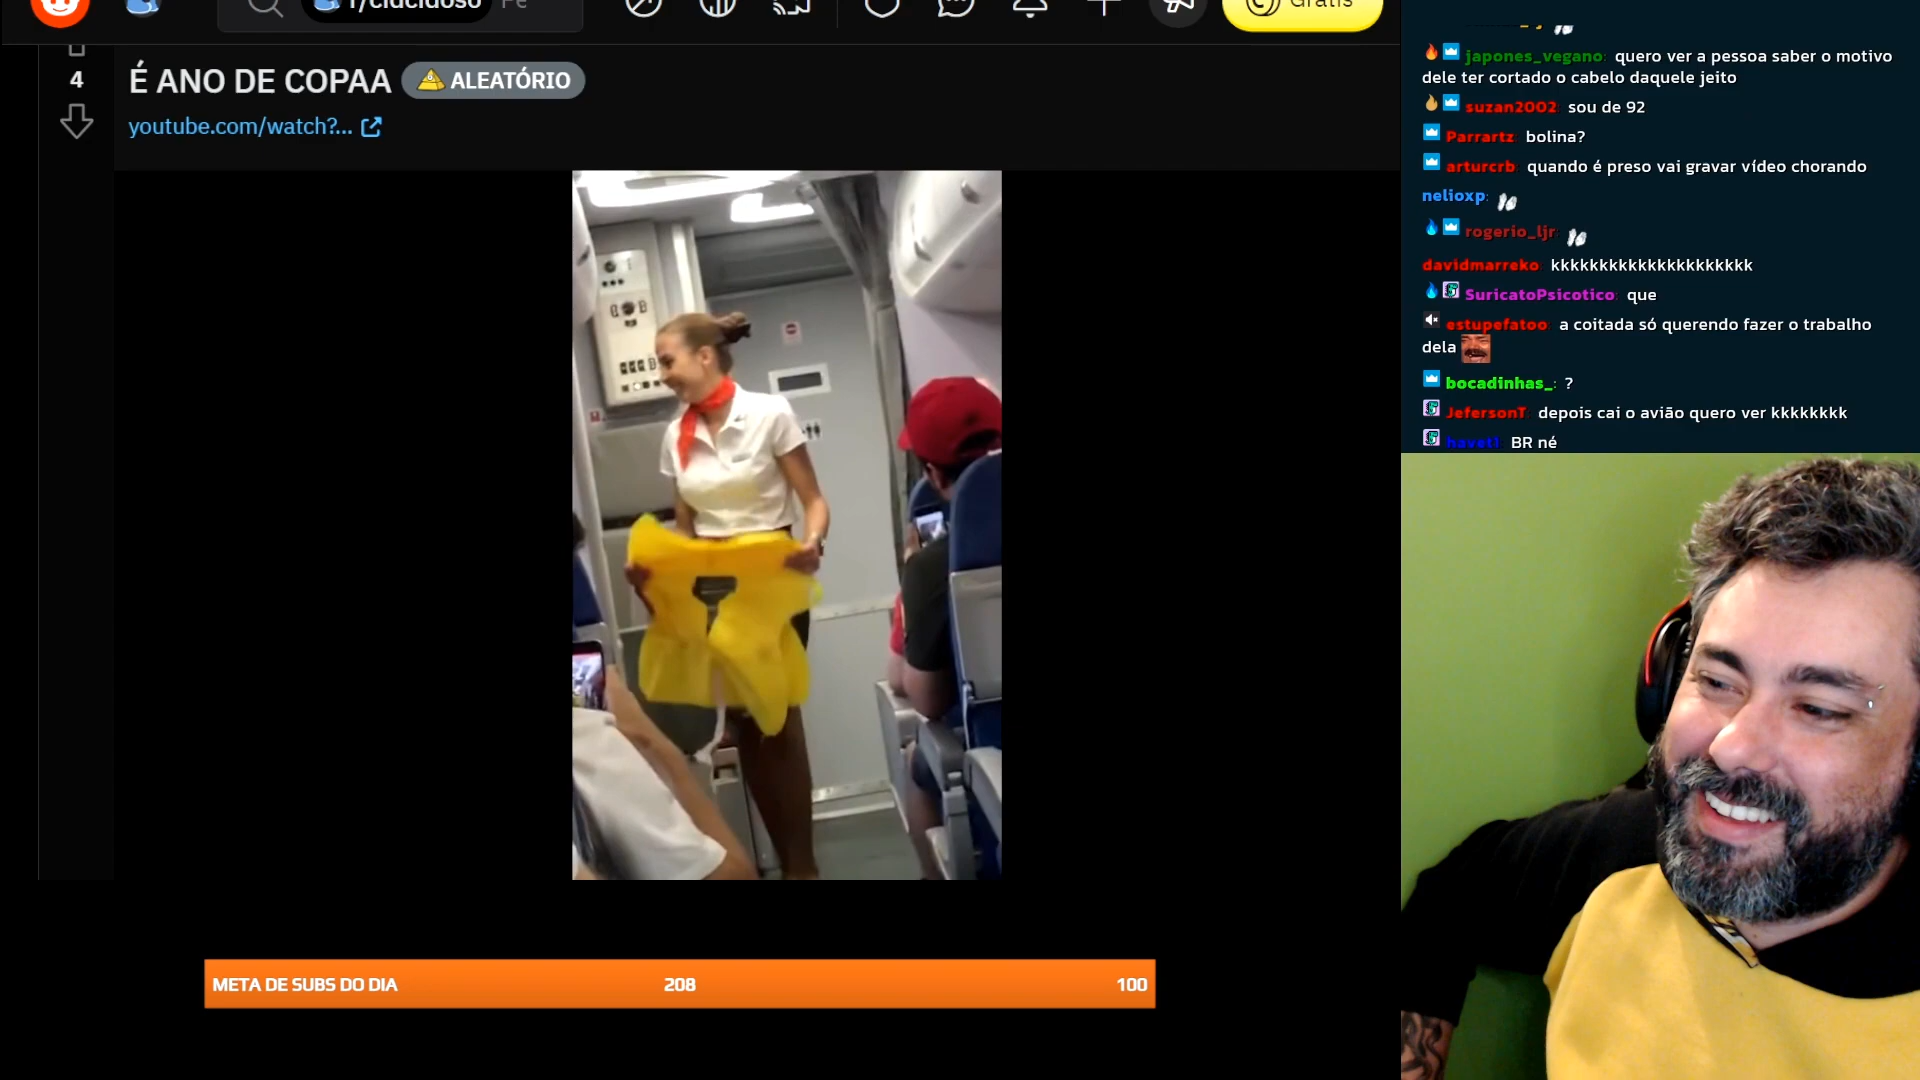 r/cidcidoso
Grátis
4
É ANO DE COPAA
ALEATÓRIO
youtube.com/watch?...
META DE SUBS DO DIA 208 100
japones_vegano: quero ver a pessoa saber o motivo
dele ter cortado o cabelo daquele jeito
suzan2002: sou de 92
Parrartz: bolina?
arturcrb: quando é preso vai gravar vídeo chorando
nelioxp:
rogerio_ljr:
davidmarreko: kkkkkkkkkkkkkkkkkkkkk
SuricatoPsicotico: que
estupefatoo: a coitada só querendo fazer o trabalho
dela
bocadinhas_: ?
JefersonT: depois cai o avião quero ver kkkkkkkk
havet1: BR né